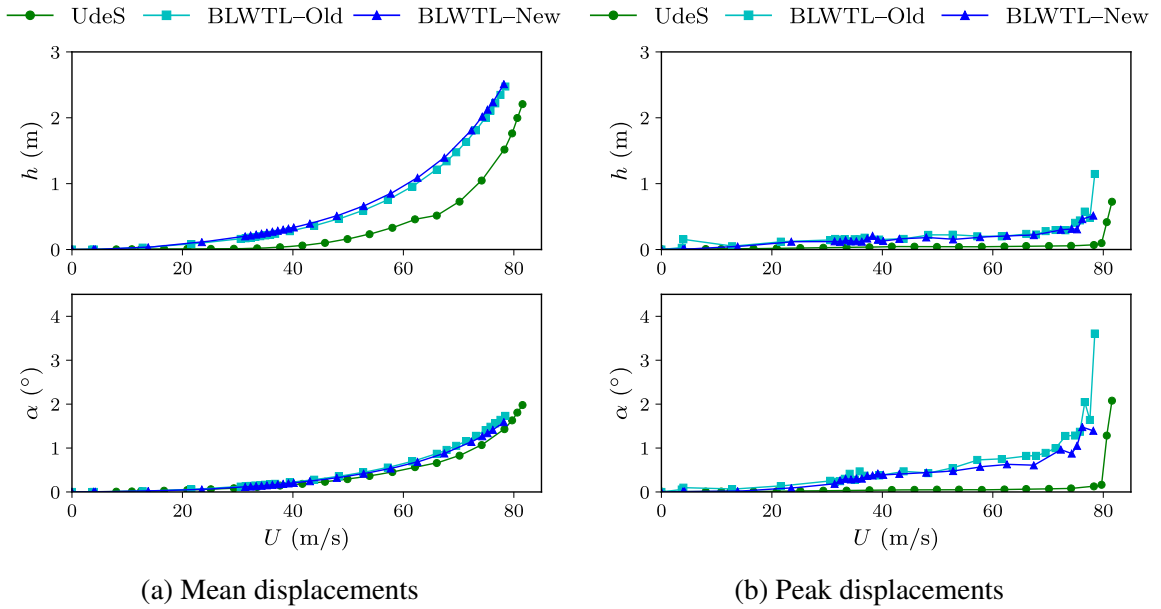 UdeS BLWTL–Old BLWTL–New
UdeS BLWTL–Old BLWTL–New
3
2
1
0
h (m)
0 20 40 60 80
3
2
1
0
h (m)
0 20 40 60 80
4
3
2
1
0
α (°)
0 20 40 60 80
U (m/s)
4
3
2
1
0
α (°)
0 20 40 60 80
U (m/s)
(a) Mean displacements
(b) Peak displacements